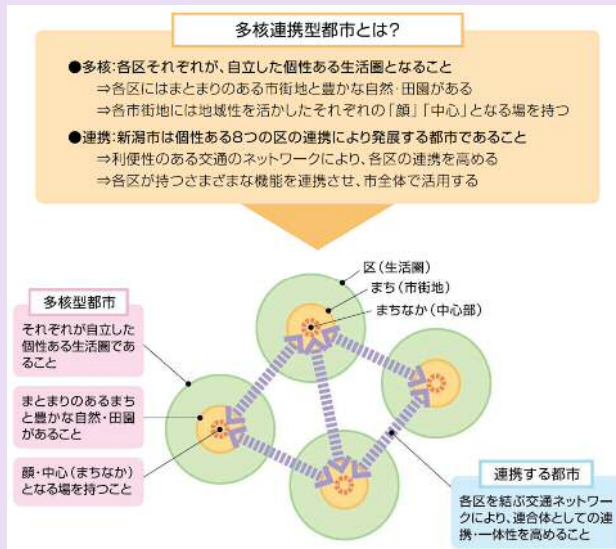 多核連携型都市とは?
●多核:各区それぞれが、自立した個性ある生活圏となること
⇒各区にはまとまりのある市街地と豊かな自然・田園がある
⇒各市街地には地域性を活かしたそれぞれの「顔」「中心」となる場を持つ
●連携:新潟市は個性ある8つの区の連携により発展する都市であること
⇒利便性のある交通のネットワークにより、各区の連携を高める
⇒各区が持つさまざまな機能を連携させ、市全体で活用する
区(生活圏)
まち(市街地)
まちなか(中心部)
多核型都市
それぞれが自立した
個性ある生活圏であ
ること
まとまりのあるまち
と豊かな自然・田園
があること
顔・中心(まちなか)
となる場を持つこと
連携する都市
各区を結ぶ交通ネットワー
クにより、連合体としての連
携・一体性を高めること